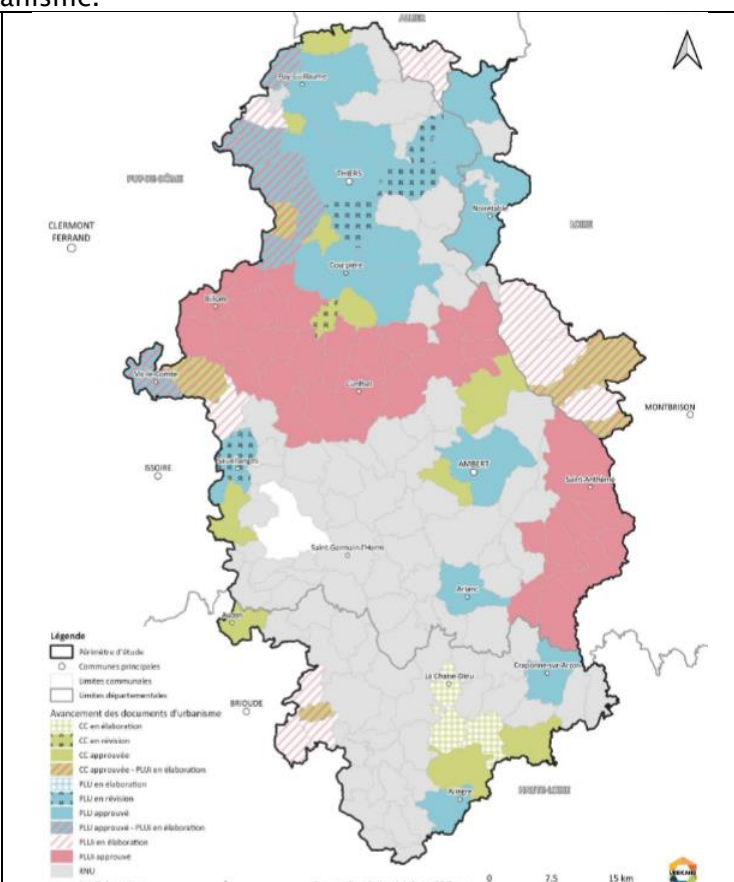 anisme.
ALLIER
Puy-Guillaume
PUY-DE-DÔME
THIERS
Noirétable
LOIRE
CLERMONT
FERRAND
Courpière
Billom
Vic-le-Comte
Cunlhat
MONTBRISON
ISSOIRE
Sauxillanges
AMBERT
Saint-Anthème
Saint-Germain-l'Herm
Arlanc
Auzon
Craponne-sur-Arzon
La Chaise-Dieu
BRIOUDE
Allègre
HAUTE-LOIRE
Légende
Périmètre d'étude
Communes principales
Limites communales
Limites départementales
Avancement des documents d'urbanisme
CC en élaboration
CC en révision
CC approuvée
CC approuvée - PLUi en élaboration
PLU en élaboration
PLU en révision
PLU approuvé
PLU approuvé - PLUi en élaboration
PLUi en élaboration
PLUi approuvé
RNU
0 7,5 15 km